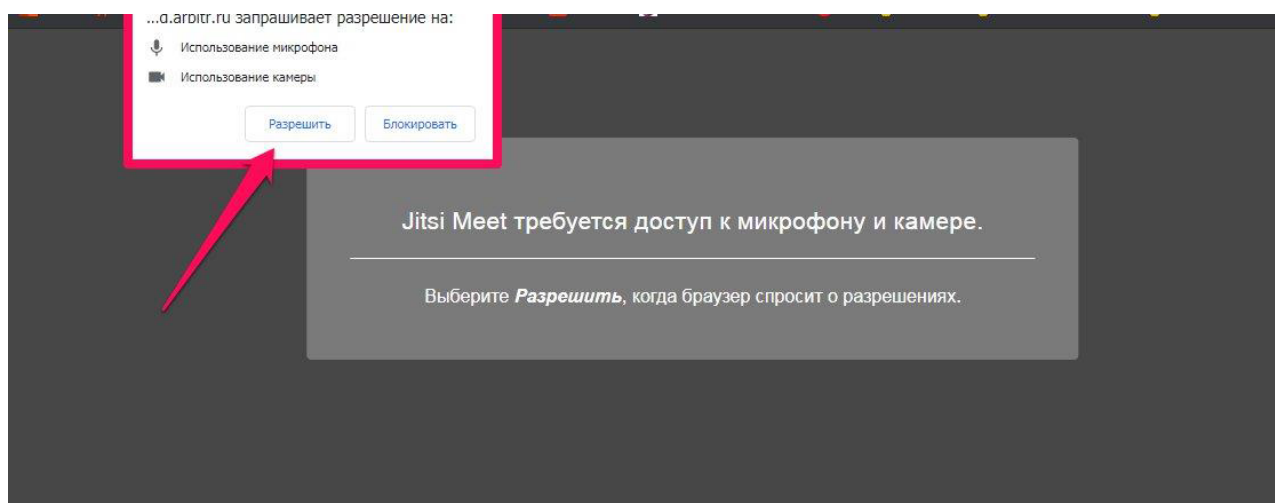 ...d.arbitr.ru запрашивает разрешение на:
Использование микрофона
Использование камеры
Разрешить
Блокировать
Jitsi Meet требуется доступ к микрофону и камере.
Выберите Разрешить, когда браузер спросит о разрешениях.